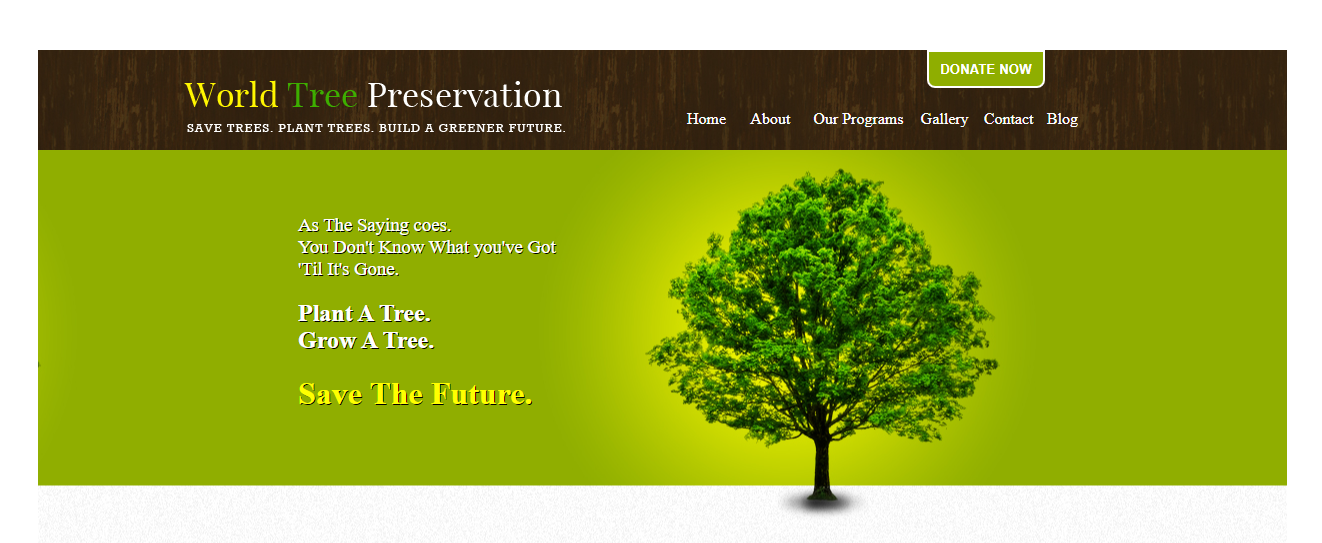 World Tree Preservation
SAVE TREES. PLANT TREES. BUILD A GREENER FUTURE.
DONATE NOW
Home About Our Programs Gallery Contact Blog
As The Saying coes.
You Don't Know What you've Got
'Til It's Gone.
Plant A Tree.
Grow A Tree.
Save The Future.